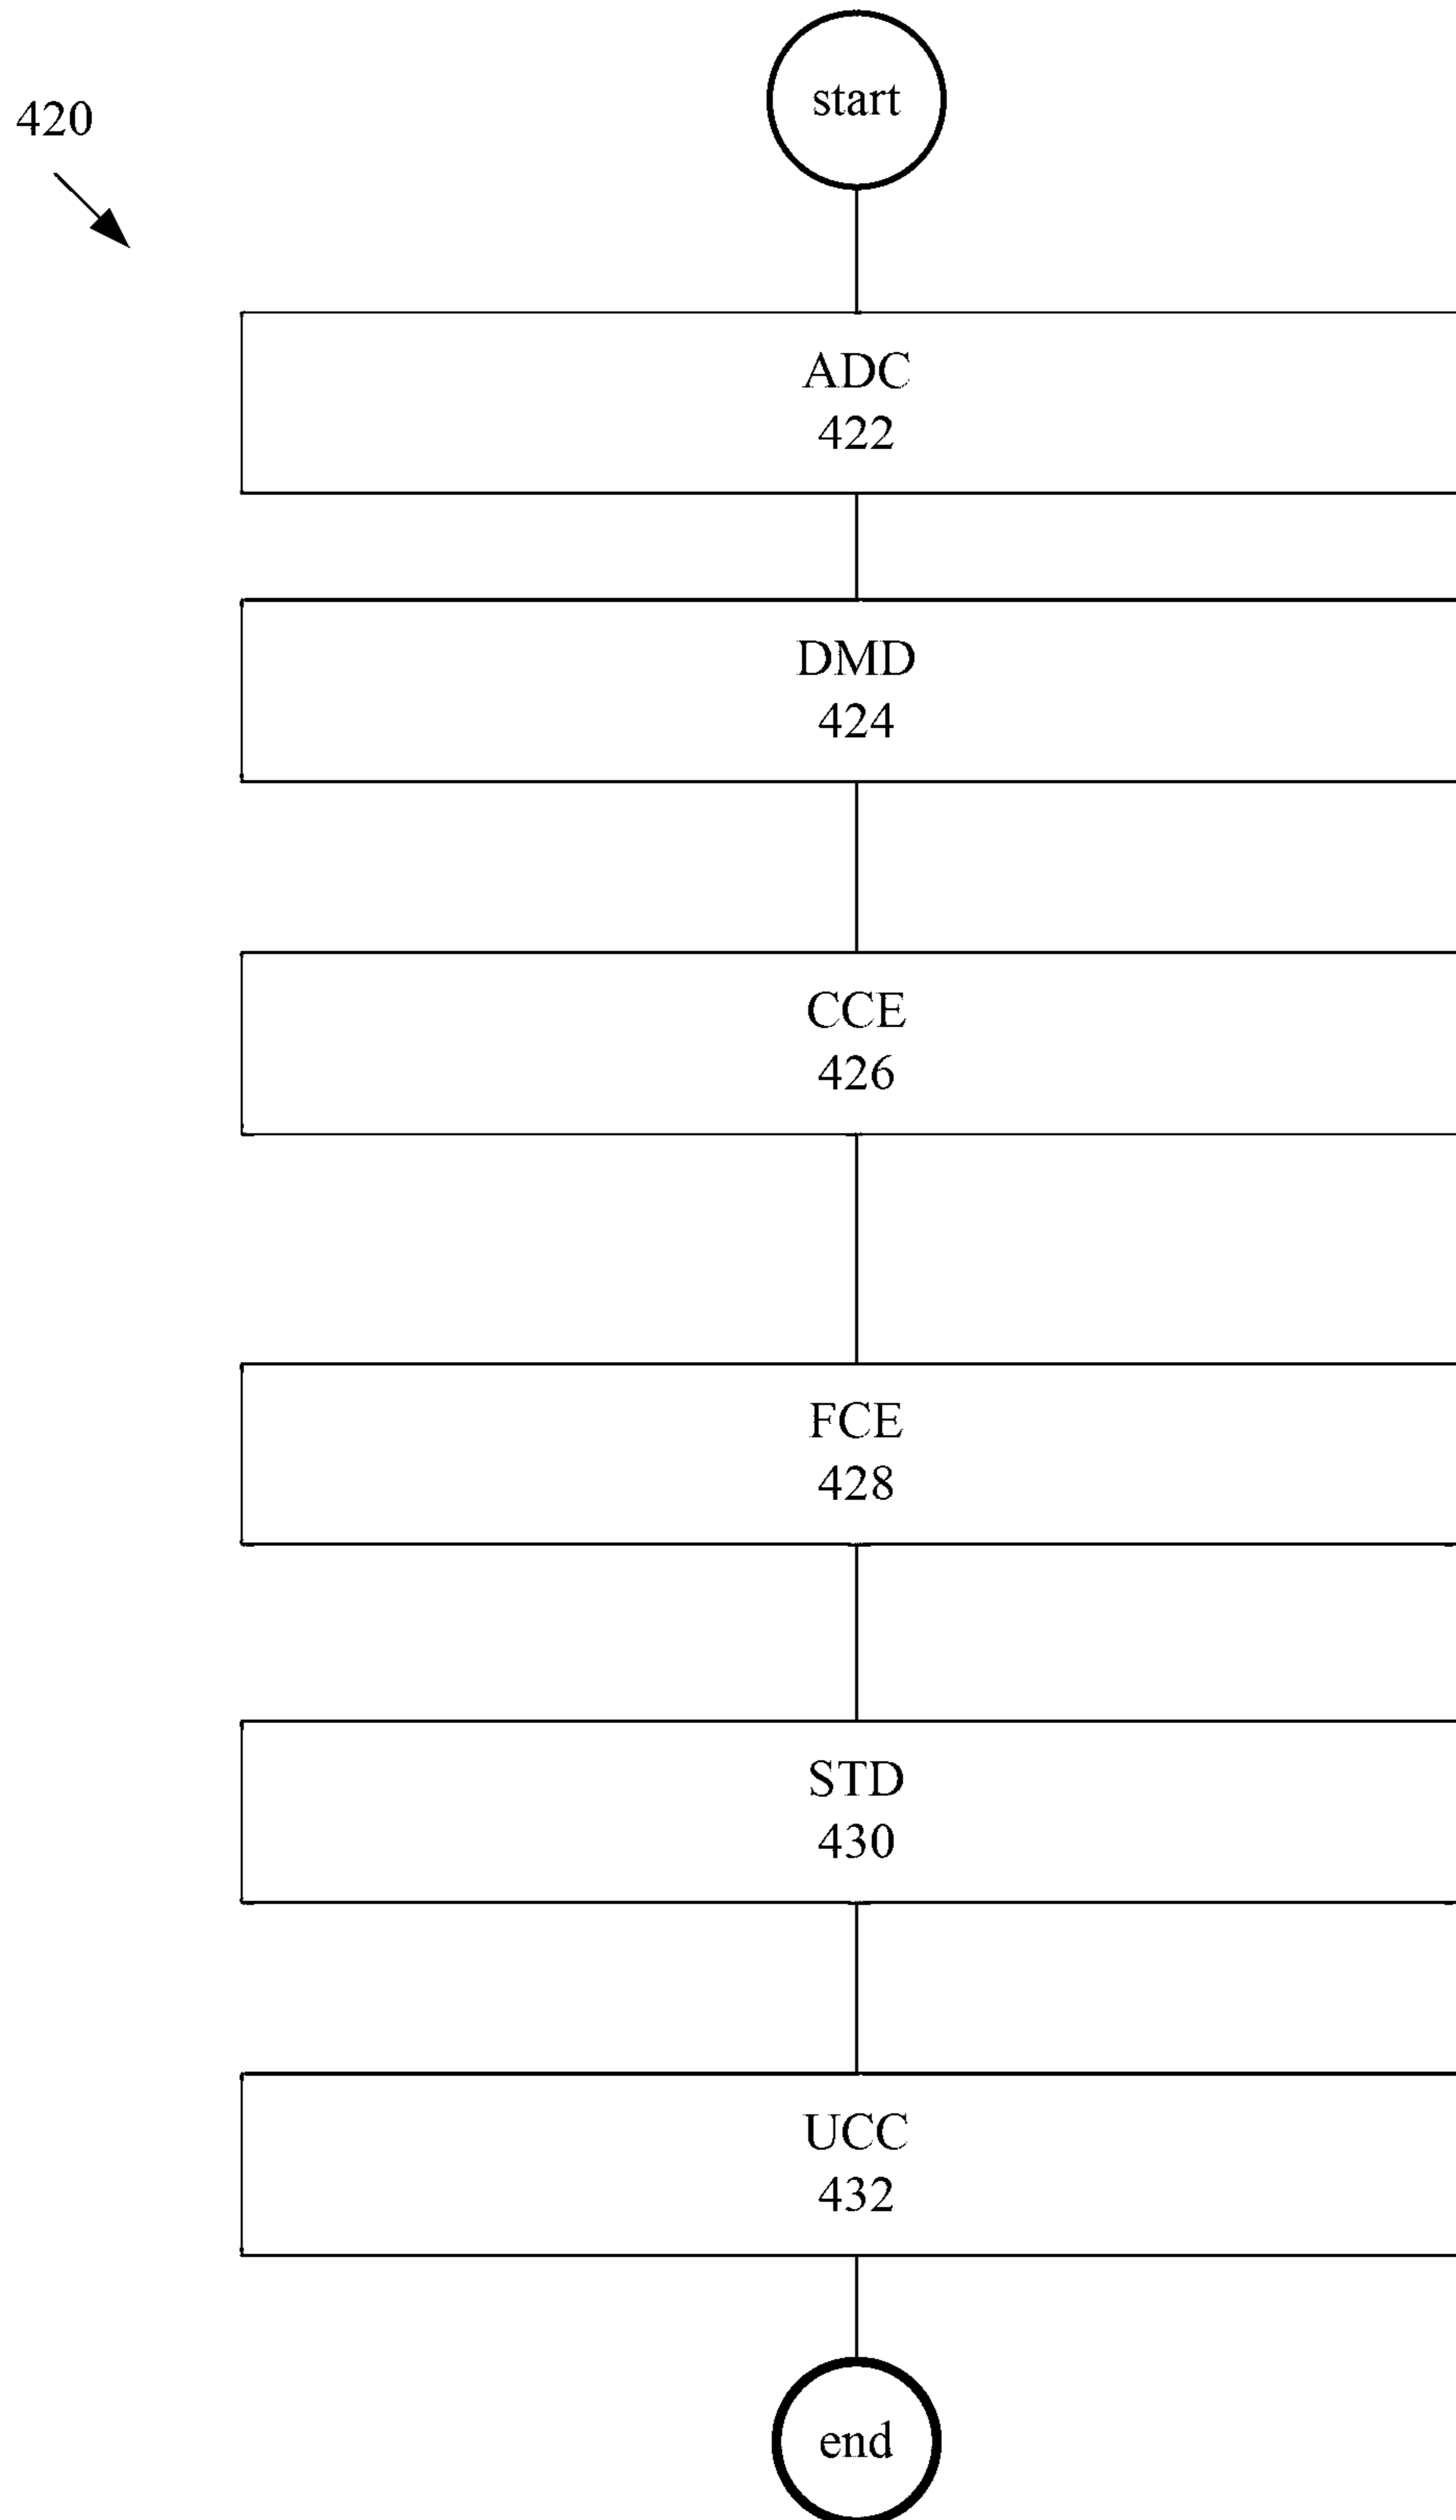 start
420
ADC
422
DMD
424
CCE
426
FCE
428
STD
430
UCC
432
end